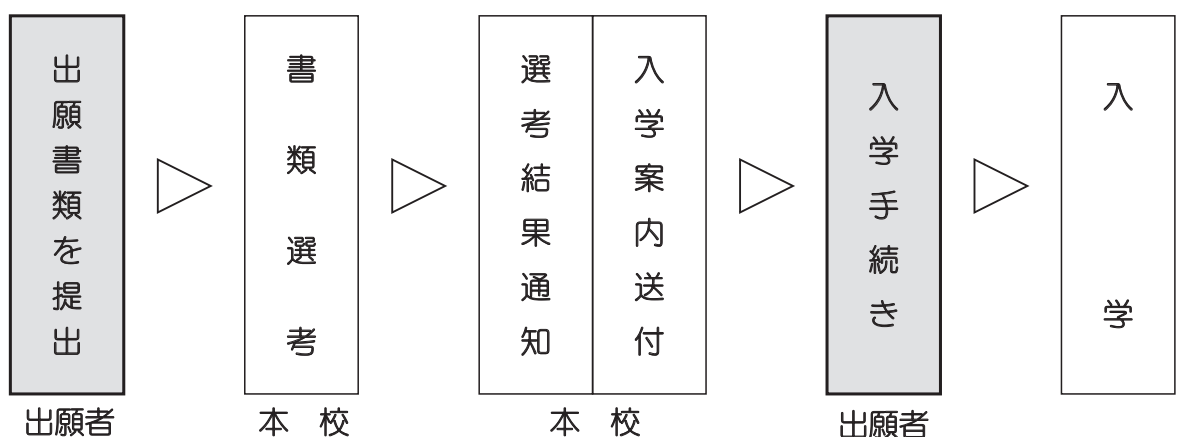 出願書類を提出
出願者
書類選考
本校
選考結果通知
入学案内送付
本校
入学手続き
出願者
入学